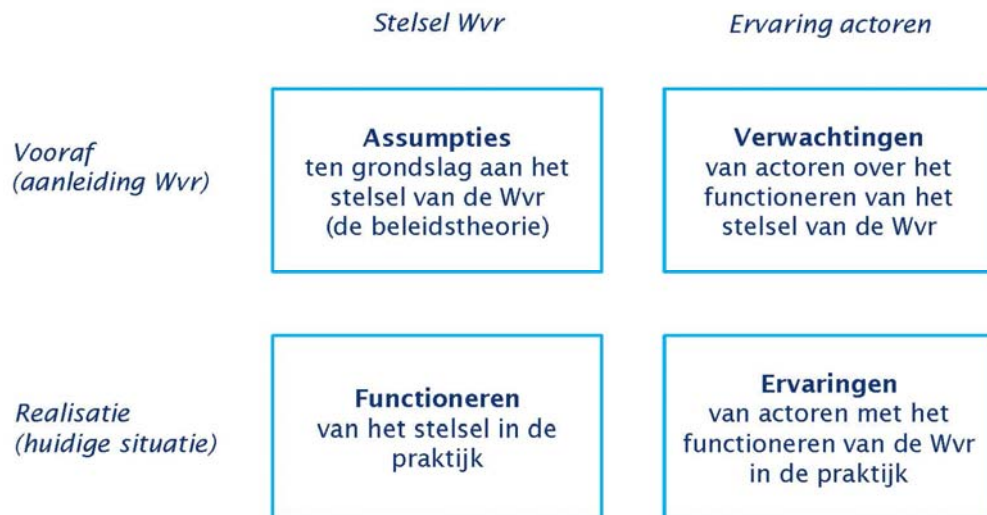 Stelsel Wvr
Ervaring actoren
Vooraf
(aanleiding Wvr)
Assumpties
ten grondslag aan het
stelsel van de Wvr
(de beleidstheorie)
Verwachtingen
van actoren over het
functioneren van het
stelsel van de Wvr
Realisatie
(huidige situatie)
Functioneren
van het stelsel in de
praktijk
Ervaringen
van actoren met het
functioneren van de Wvr
in de praktijk